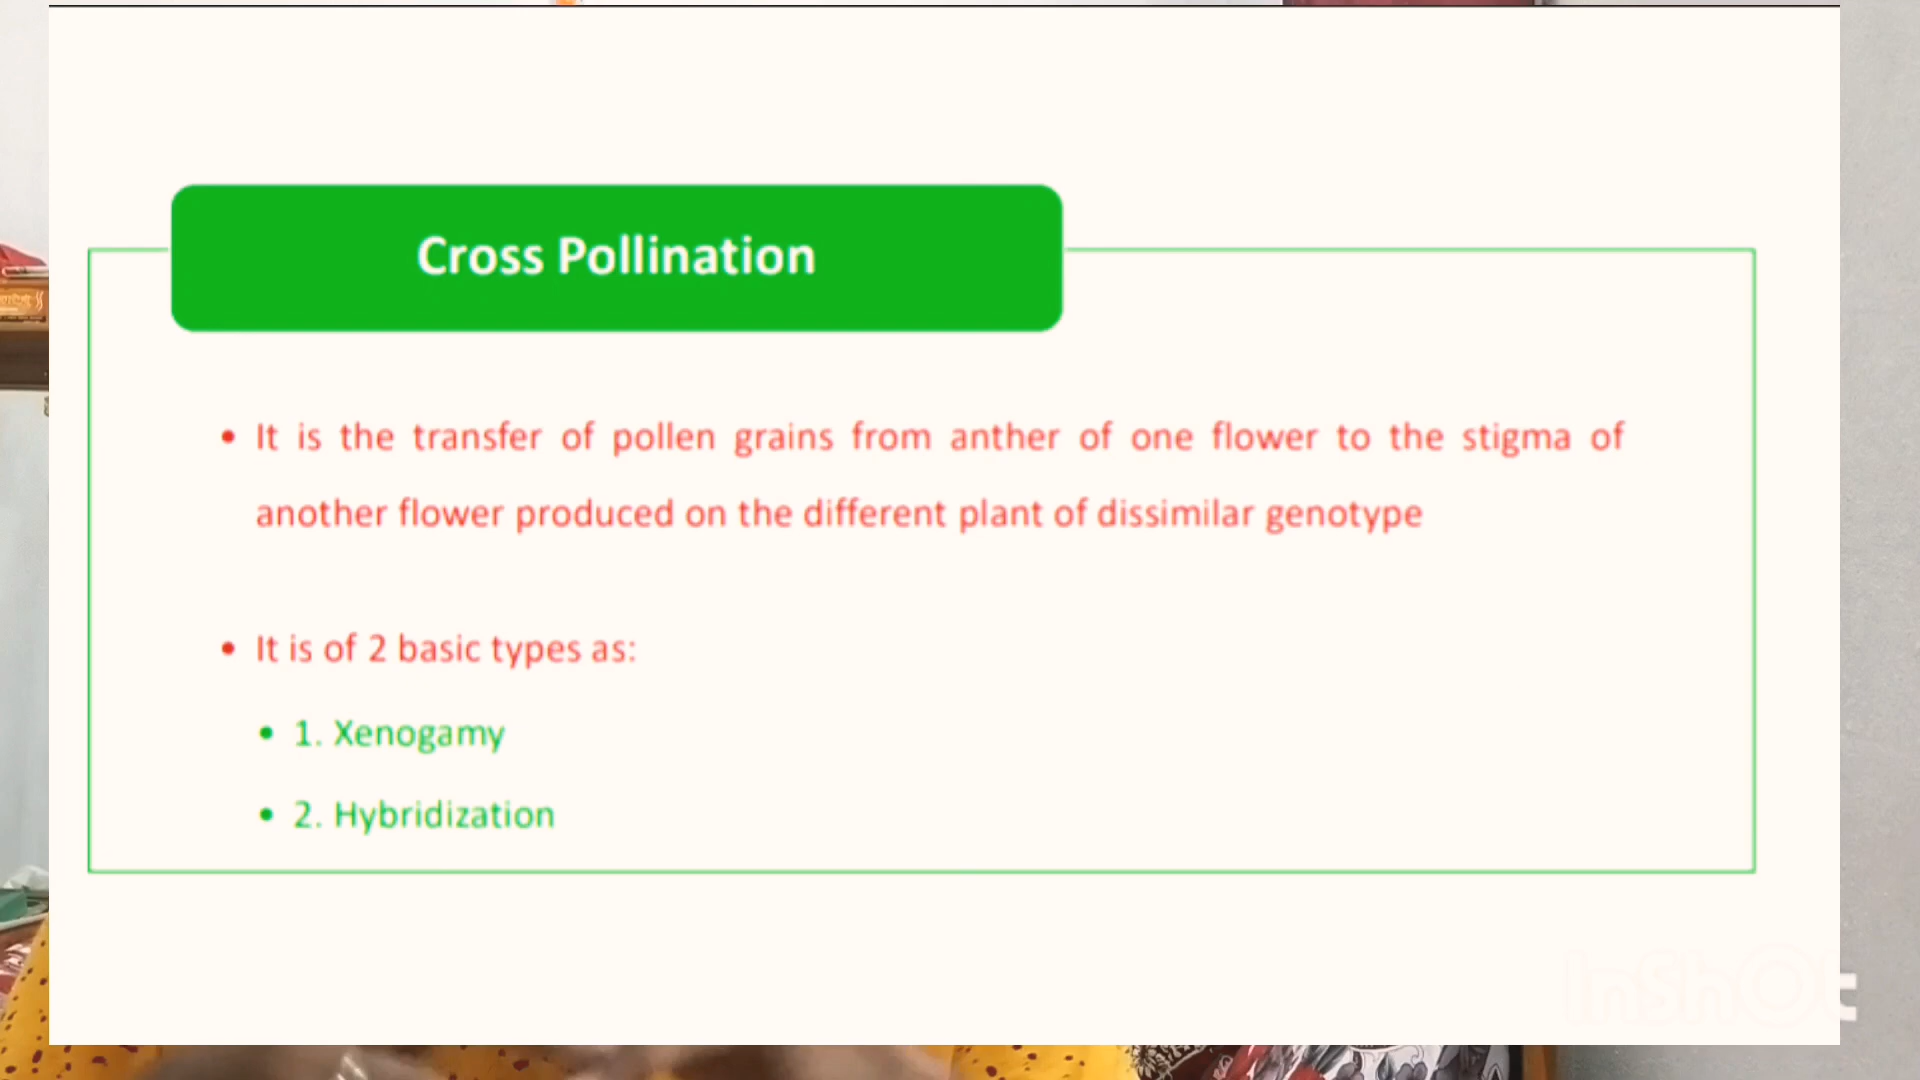 Cross Pollination
• It is the transfer of pollen grains from anther of one flower to the stigma of
another flower produced on the different plant of dissimilar genotype
• It is of 2 basic types as:
• 1. Xenogamy
• 2. Hybridization
InShOt